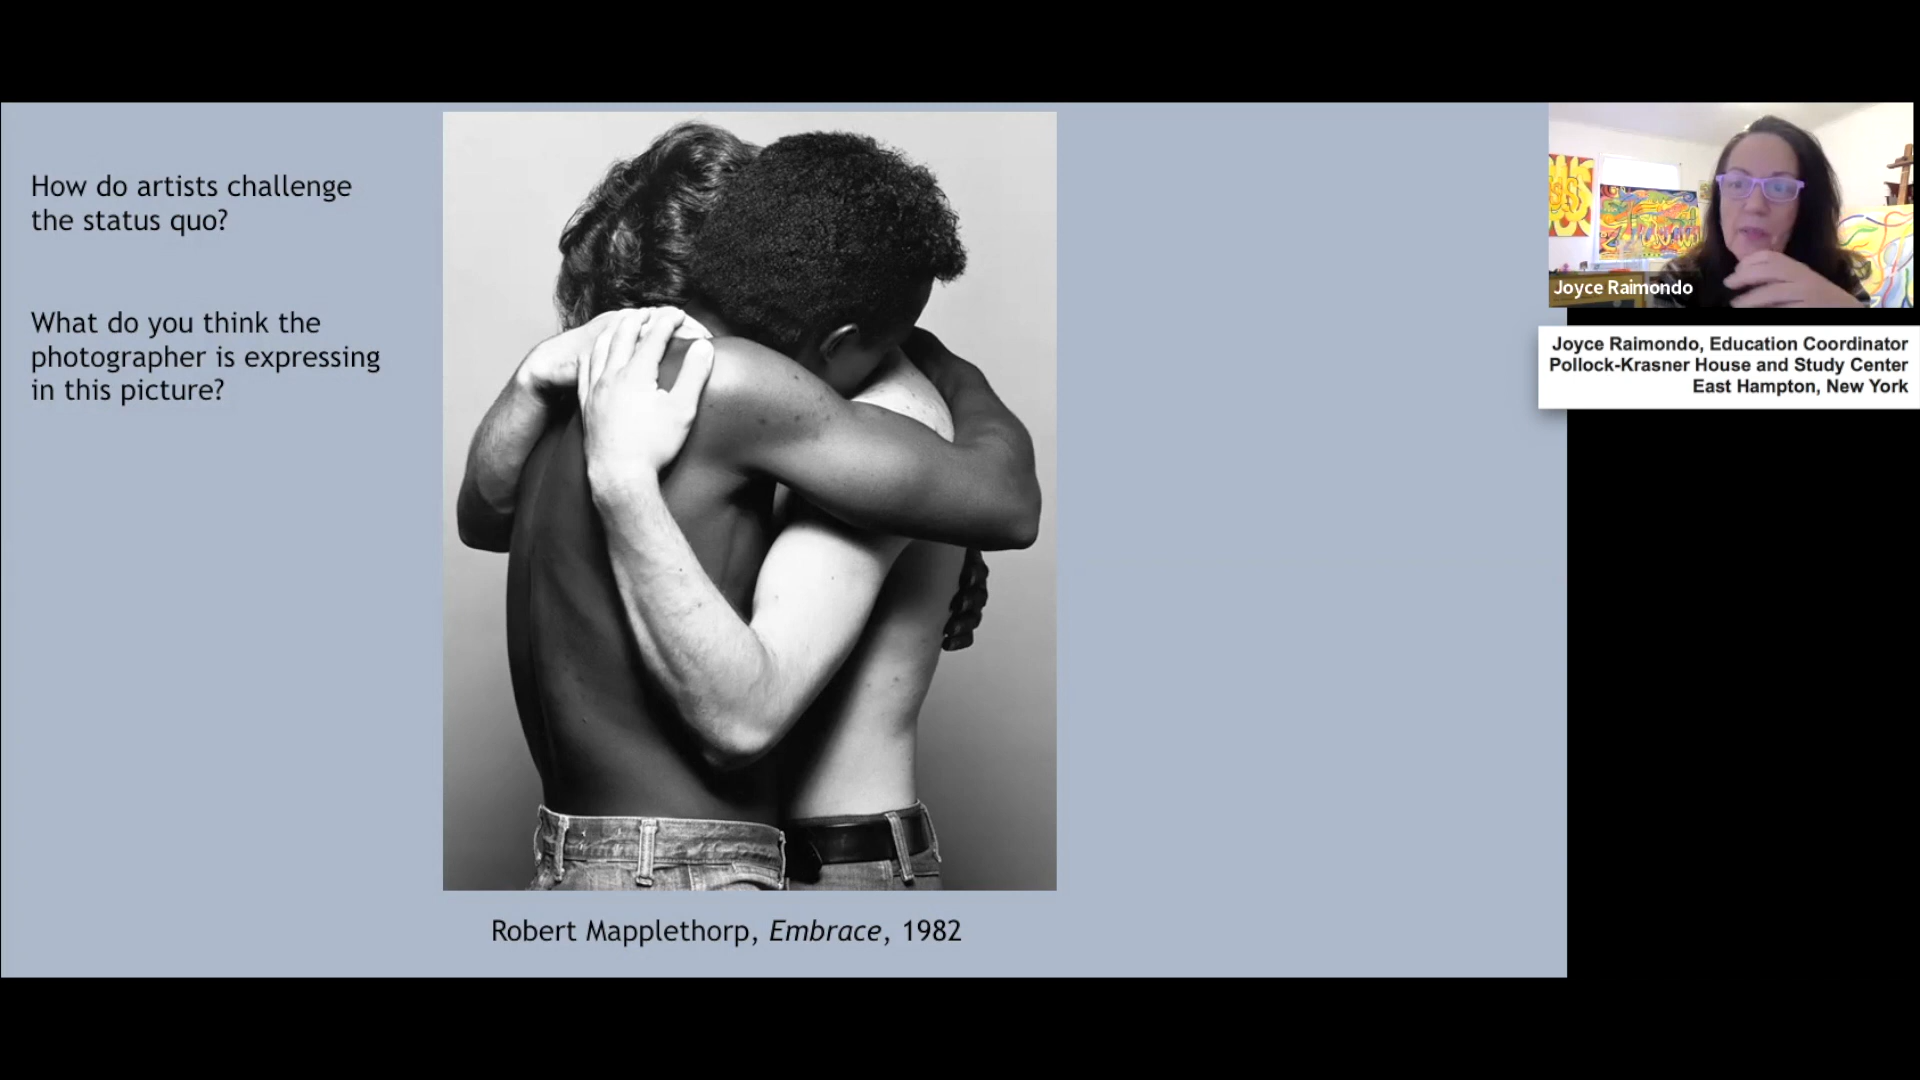 How do artists challenge
the status quo?
What do you think the
photographer is expressing
in this picture?
Robert Mapplethorp, Embrace, 1982
Joyce Raimondo
Joyce Raimondo, Education Coordinator
Pollock-Krasner House and Study Center
East Hampton, New York